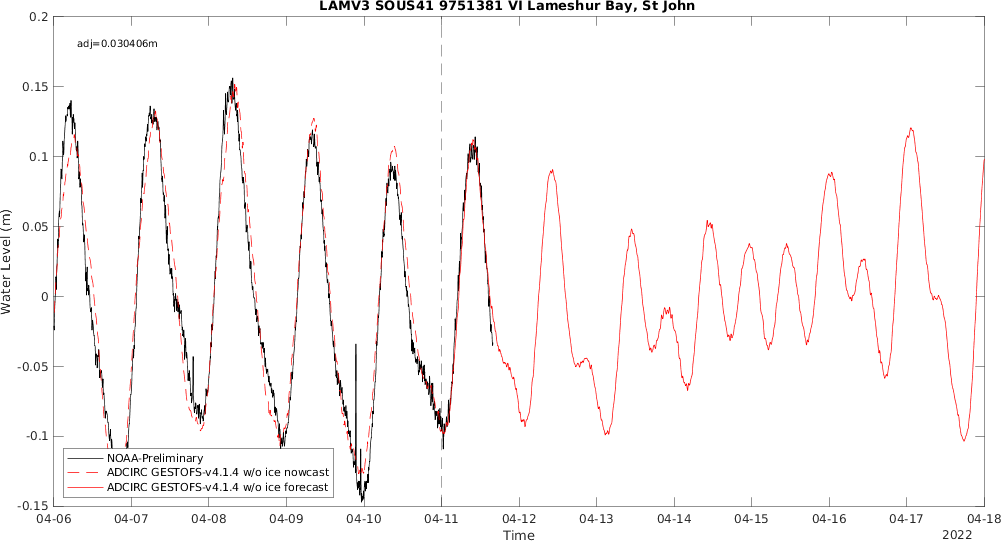 LAMV3 SOUS41 9751381 VI Lameshur Bay, St John
adj=0.030406m
Water Level (m)
0.2
0.15
0.1
0.05
0
-0.05
-0.1
-0.15
NOAA-Preliminary
ADCIRC GESTOFS-v4.1.4 w/o ice nowcast
ADCIRC GESTOFS-v4.1.4 w/o ice forecast
04-06 04-07 04-08 04-09 04-10 04-11 04-12 04-13 04-14 04-15 04-16 04-17 04-18
Time
2022